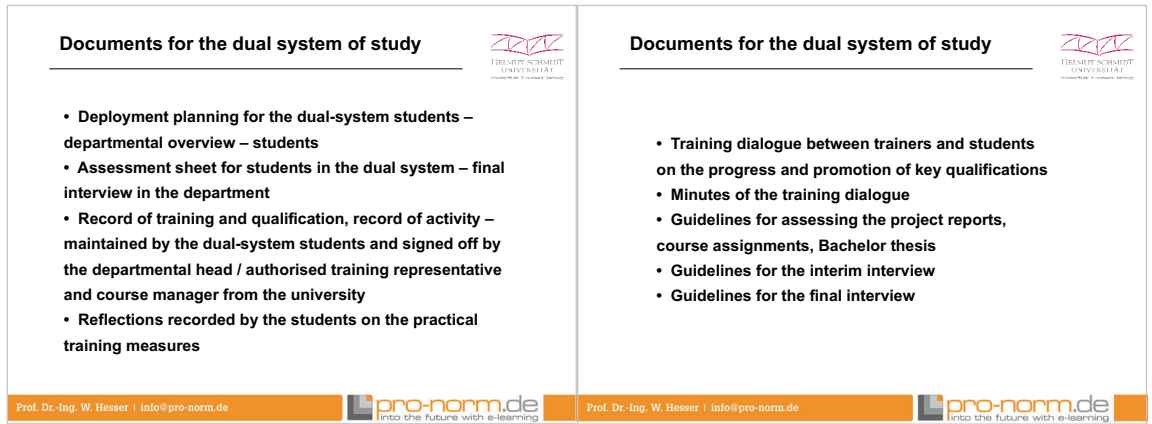 Documents for the dual system of study
HELMUT SCHMIDT
UNIVERSITÄT
• Deployment planning for the dual-system students –
departmental overview – students
• Assessment sheet for students in the dual system – final
interview in the department
• Record of training and qualification, record of activity –
maintained by the dual-system students and signed off by
the departmental head / authorised training representative
and course manager from the university
• Reflections recorded by the students on the practical
training measures
Prof. Dr.-Ing. W. Hesser | info@pro-norm.de
pro-norm.de
into the future with e-learning
Documents for the dual system of study
HELMUT SCHMIDT
UNIVERSITÄT
• Training dialogue between trainers and students
on the progress and promotion of key qualifications
• Minutes of the training dialogue
• Guidelines for assessing the project reports,
course assignments, Bachelor thesis
• Guidelines for the interim interview
• Guidelines for the final interview
Prof. Dr.-Ing. W. Hesser | info@pro-norm.de
pro-norm.de
into the future with e-learning